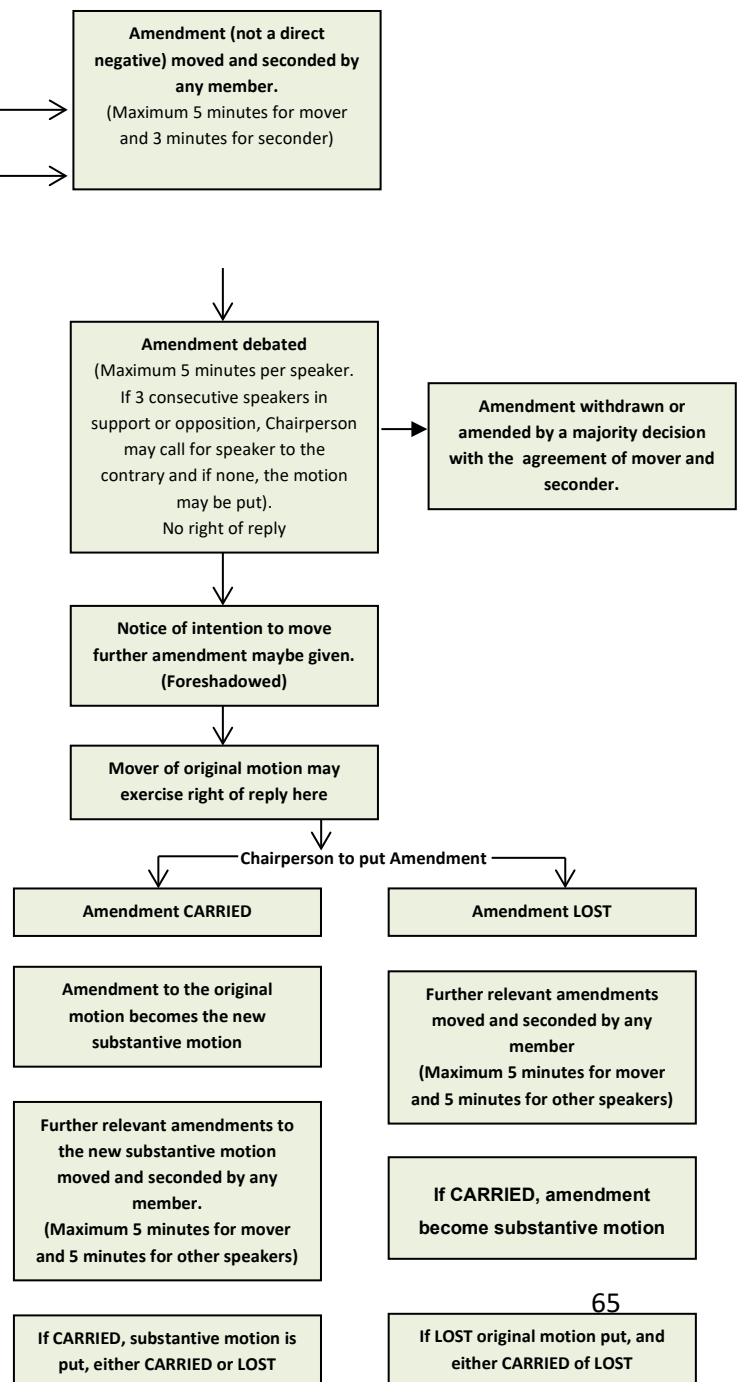 Amendment (not a direct
negative) moved and seconded by
any member.
(Maximum 5 minutes for mover
and 3 minutes for seconder)
Amendment debated
(Maximum 5 minutes per speaker.
If 3 consecutive speakers in
support or opposition, Chairperson
may call for speaker to the
contrary and if none, the motion
may be put).
No right of reply
Amendment withdrawn or
amended by a majority decision
with the agreement of mover and
seconder.
Notice of intention to move
further amendment maybe given.
(Foreshadowed)
Mover of original motion may
exercise right of reply here
Chairperson to put Amendment
Amendment CARRIED
Amendment LOST
Amendment to the original
motion becomes the new
substantive motion
Further relevant amendments
moved and seconded by any
member
(Maximum 5 minutes for mover
and 5 minutes for other speakers)
Further relevant amendments to
the new substantive motion
moved and seconded by any
member.
(Maximum 5 minutes for mover
and 5 minutes for other speakers)
If CARRIED, amendment
become substantive motion
65
If CARRIED, substantive motion is
put, either CARRIED or LOST
If LOST original motion put, and
either CARRIED of LOST